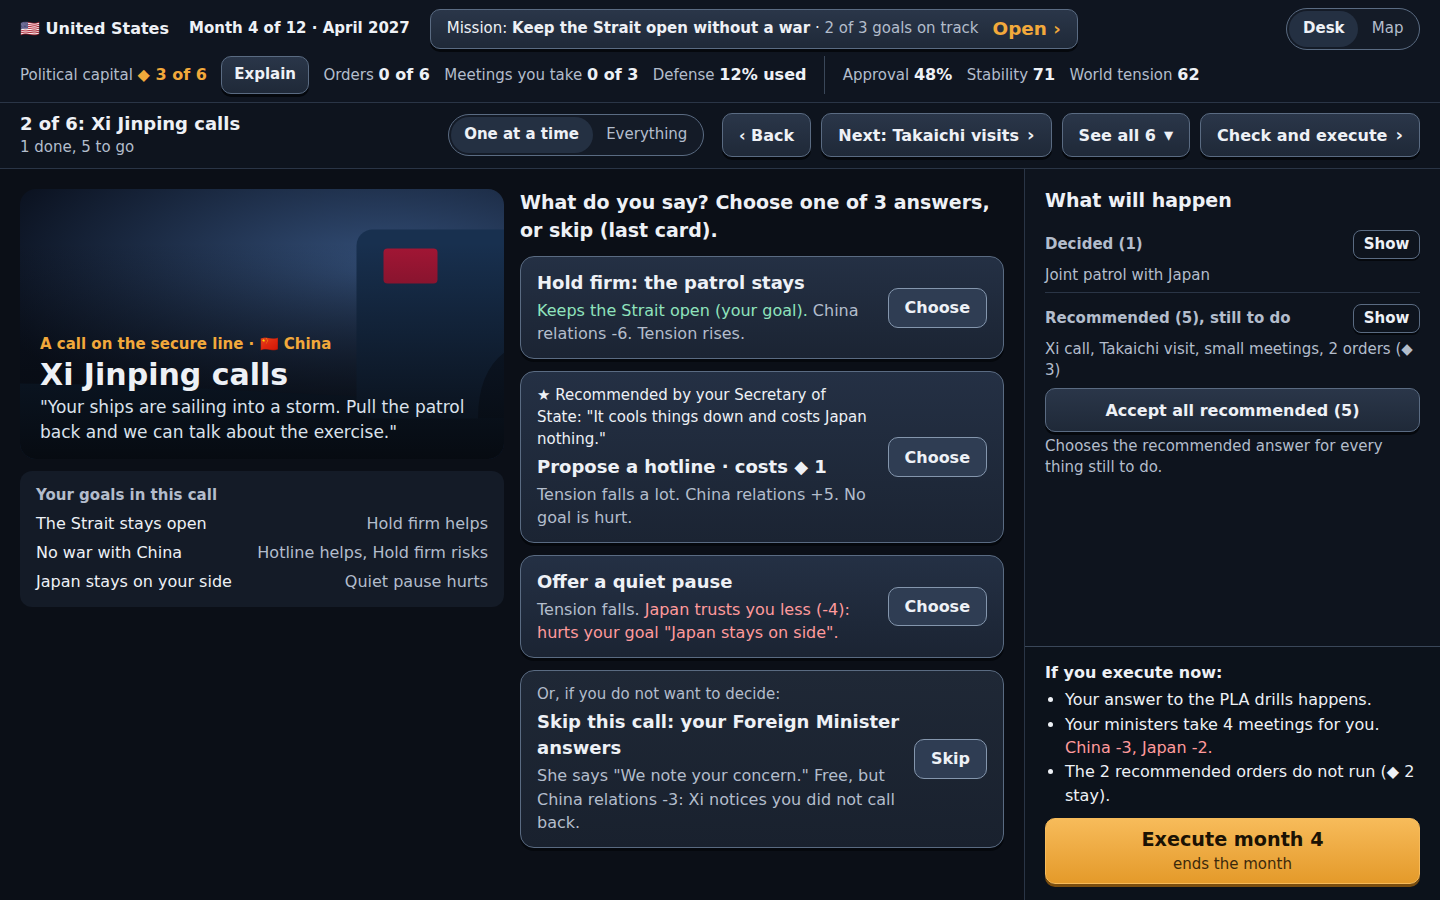 🇺🇸 United States
Month 4 of 12 · April 2027
Mission: Keep the Strait open without a war · 2 of 3 goals on track Open ›
Desk Map
Political capital ◆ 3 of 6 Explain Orders 0 of 6 Meetings you take 0 of 3 Defense 12% used Approval 48% Stability 71 World tension 62
2 of 6: Xi Jinping calls
1 done, 5 to go
One at a time Everything
‹ Back
Next: Takaichi visits ›
See all 6 ▼
Check and execute ›
A call on the secure line · 🇨🇳 China
Xi Jinping calls
"Your ships are sailing into a storm. Pull the patrol
back and we can talk about the exercise."
Your goals in this call
The Strait stays open Hold firm helps
No war with China Hotline helps, Hold firm risks
Japan stays on your side Quiet pause hurts
What do you say? Choose one of 3 answers,
or skip (last card).
Hold firm: the patrol stays
Keeps the Strait open (your goal). China
relations -6. Tension rises.
Choose
★ Recommended by your Secretary of
State: "It cools things down and costs Japan
nothing."
Propose a hotline · costs ◆ 1
Tension falls a lot. China relations +5. No
goal is hurt.
Choose
Offer a quiet pause
Tension falls. Japan trusts you less (-4):
hurts your goal "Japan stays on side".
Choose
Or, if you do not want to decide:
Skip this call: your Foreign Minister
answers
She says "We note your concern." Free, but
China relations -3: Xi notices you did not call
back.
Skip
What will happen
Decided (1) Show
Joint patrol with Japan
Recommended (5), still to do Show
Xi call, Takaichi visit, small meetings, 2 orders (◆
3)
Accept all recommended (5)
Chooses the recommended answer for every
thing still to do.
If you execute now:
• Your answer to the PLA drills happens.
• Your ministers take 4 meetings for you.
China -3, Japan -2.
• The 2 recommended orders do not run (◆ 2
stay).
Execute month 4
ends the month